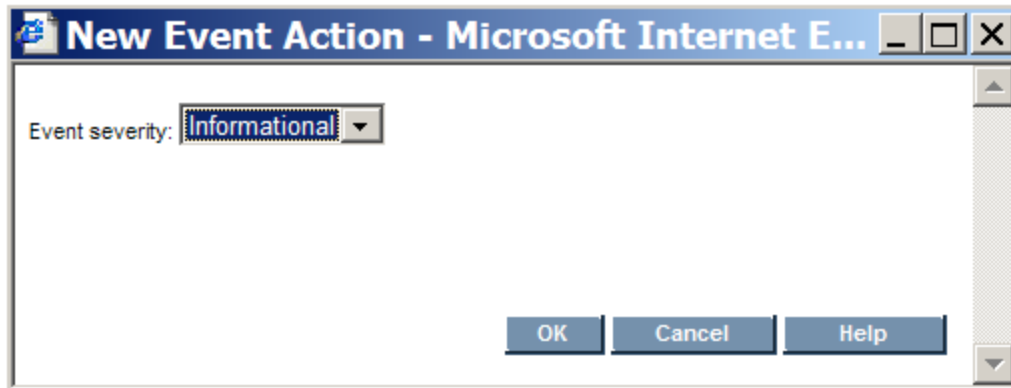 New Event Action - Microsoft Internet E...
Event severity: Informational
OK Cancel Help